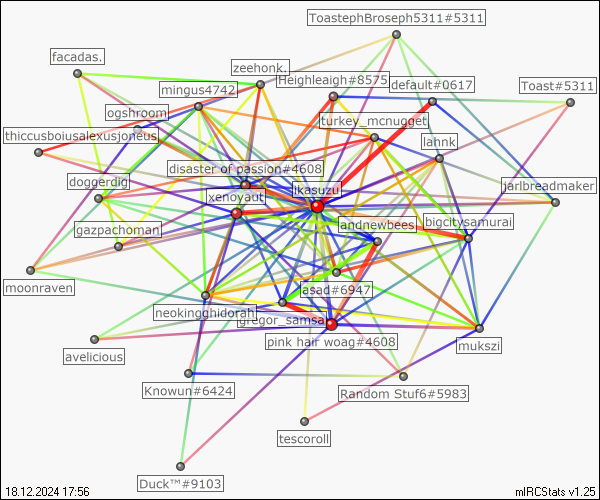 ToastephBroseph5311#5311
facadas.
zeehonk.
mingus4742
Heighleaigh#8575
default#0617
Toast#5311
ogshroom
turkey_mcnugget
thiccusboiusalexusioneus
lahnk
disaster of passion#4608
doggerdig
ikasuzu
jarlbreadmaker
xenoyaut
gazpachoman
andnewbees
bigcitysamurai
moonraven
asad#6947
neokingghidorah
gregor_samsa
pink hair woag#4608
mukszi
avelicious
Knowun#6424
Random Stuf6#5983
tescoroll
Duck™#9103
18.12.2024 17:56
mIRCStats v1.25